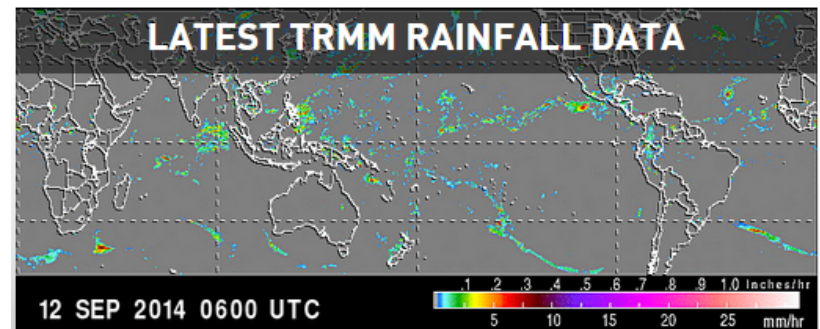 LATEST TRMM RAINFALL DATA
.1 .2 .3 .4 .5 .6 .7 .8 .9 1.0 Inches/hr
12 SEP 2014 0600 UTC
5 10 15 20 25 mm/hr